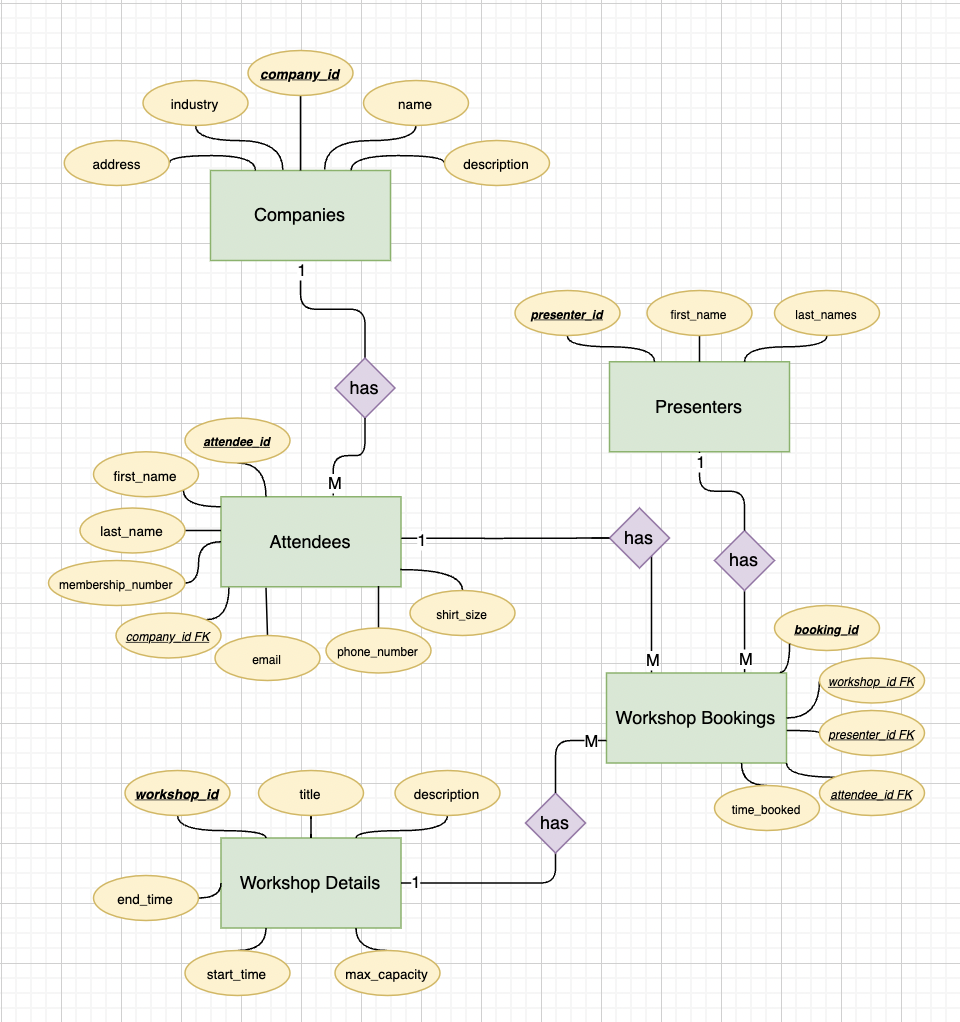 company_id
industry
name
address
description
Companies
1
has
M
presenter_id
first_name
last_names
Presenters
1
has
M
attendee_id
first_name
last_name
membership_number
company_id FK
email
phone_number
shirt_size
Attendees
1
has
M
booking_id
workshop_id FK
presenter_id FK
attendee_id FK
time_booked
Workshop Bookings
M
has
1
workshop_id
title
description
Workshop Details
end_time
start_time
max_capacity